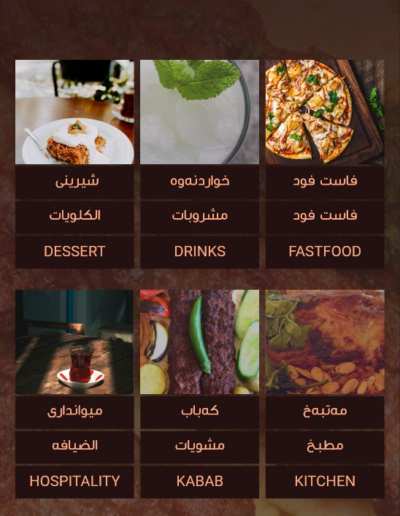 شیرینی
الكلويات
DESSERT
خواردنەوە
مشروبات
DRINKS
فاست فود
فاست فود
FASTFOOD
میوانداری
الضيافه
HOSPITALITY
کەباب
مشويات
KABAB
مەتبەخ
مطبخ
KITCHEN